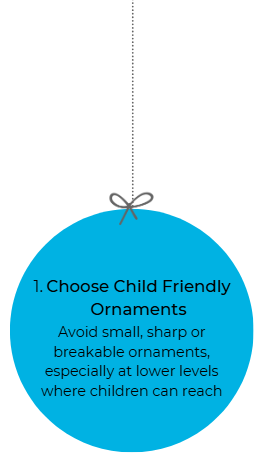 1. Choose Child Friendly
Ornaments
Avoid small, sharp or
breakable ornaments,
especially at lower levels
where children can reach